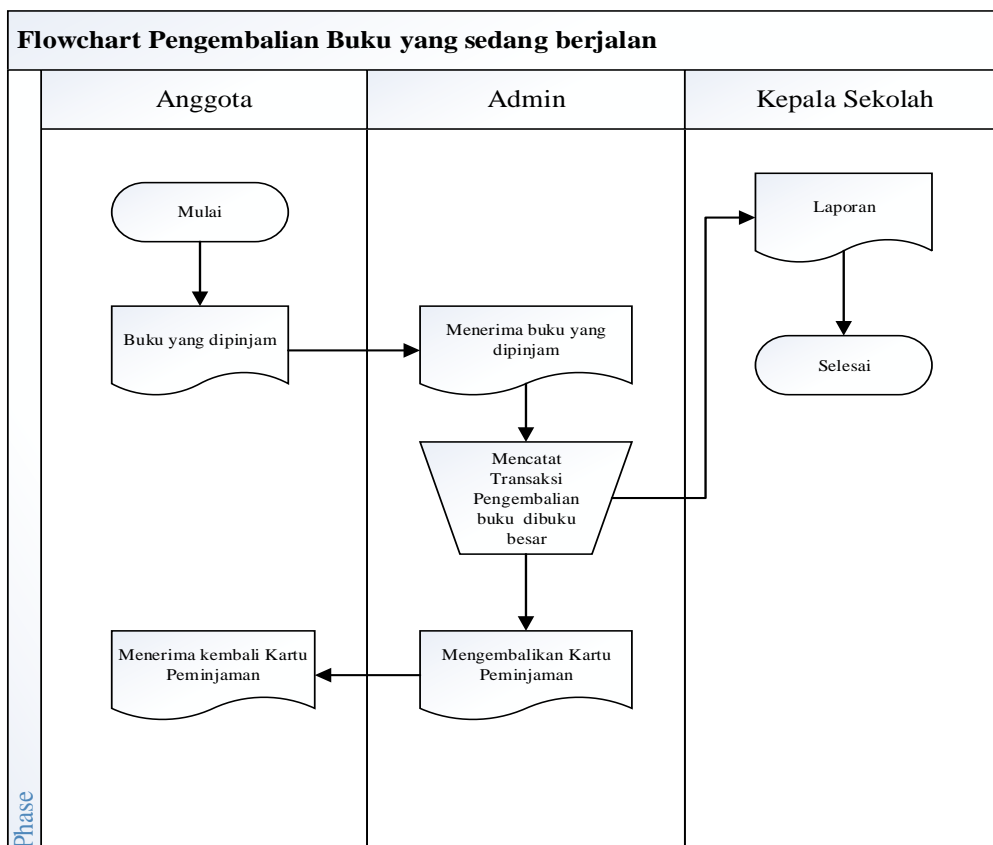 Flowchart Pengembalian Buku yang sedang berjalan
Anggota
Admin
Kepala Sekolah
Mulai
Laporan
Buku yang dipinjam
Menerima buku yang
dipinjam
Selesai
Mencatat
Transaksi
Pengembalian
buku dibuku
besar
Menerima kembali Kartu
Peminjaman
Mengembalikan Kartu
Peminjaman
Phase